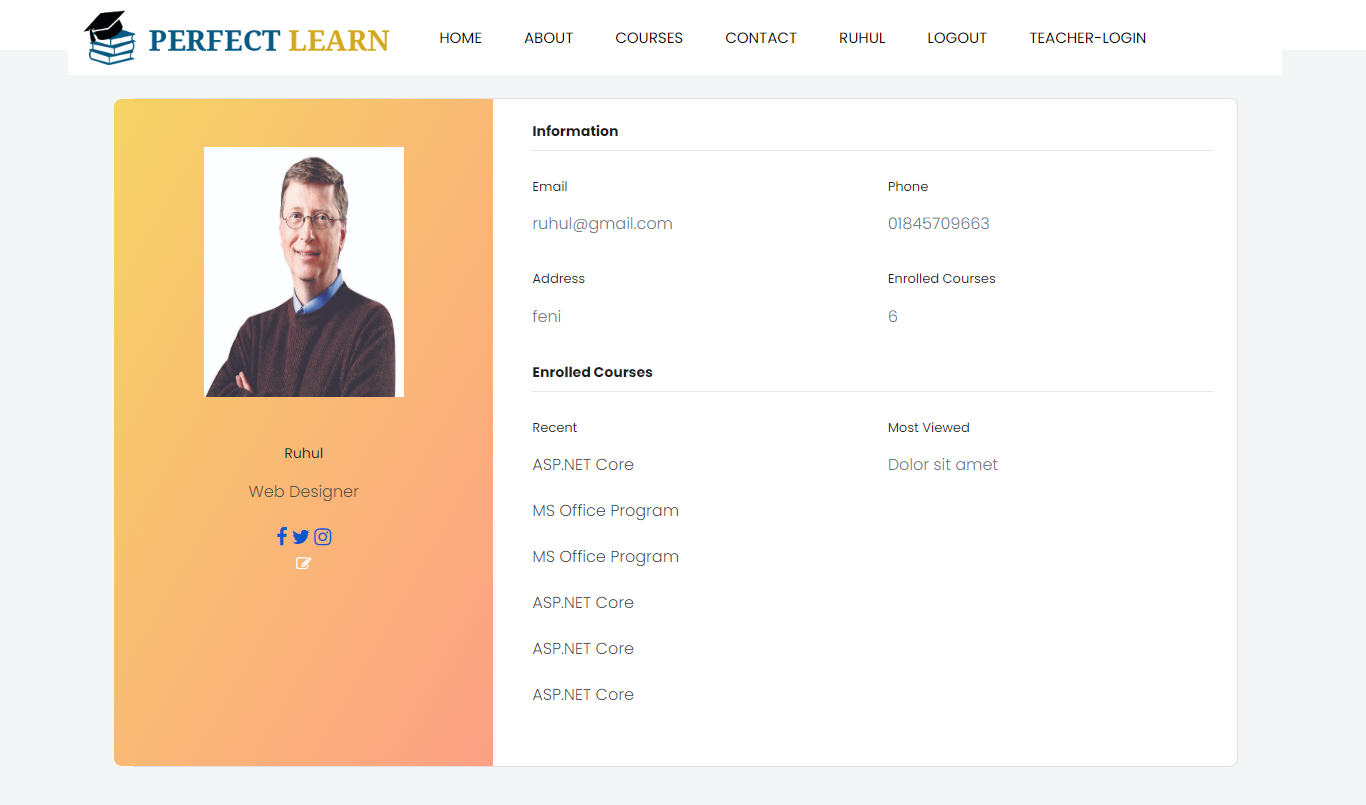 PERFECT LEARN HOME ABOUT COURSES CONTACT RUHUL LOGOUT TEACHER-LOGIN
Ruhul
Web Designer
Information
Email Phone
ruhul@gmail.com 01845709663
Address Enrolled Courses
feni 6
Enrolled Courses
Recent Most Viewed
ASP.NET Core Dolor sit amet
MS Office Program
MS Office Program
ASP.NET Core
ASP.NET Core
ASP.NET Core